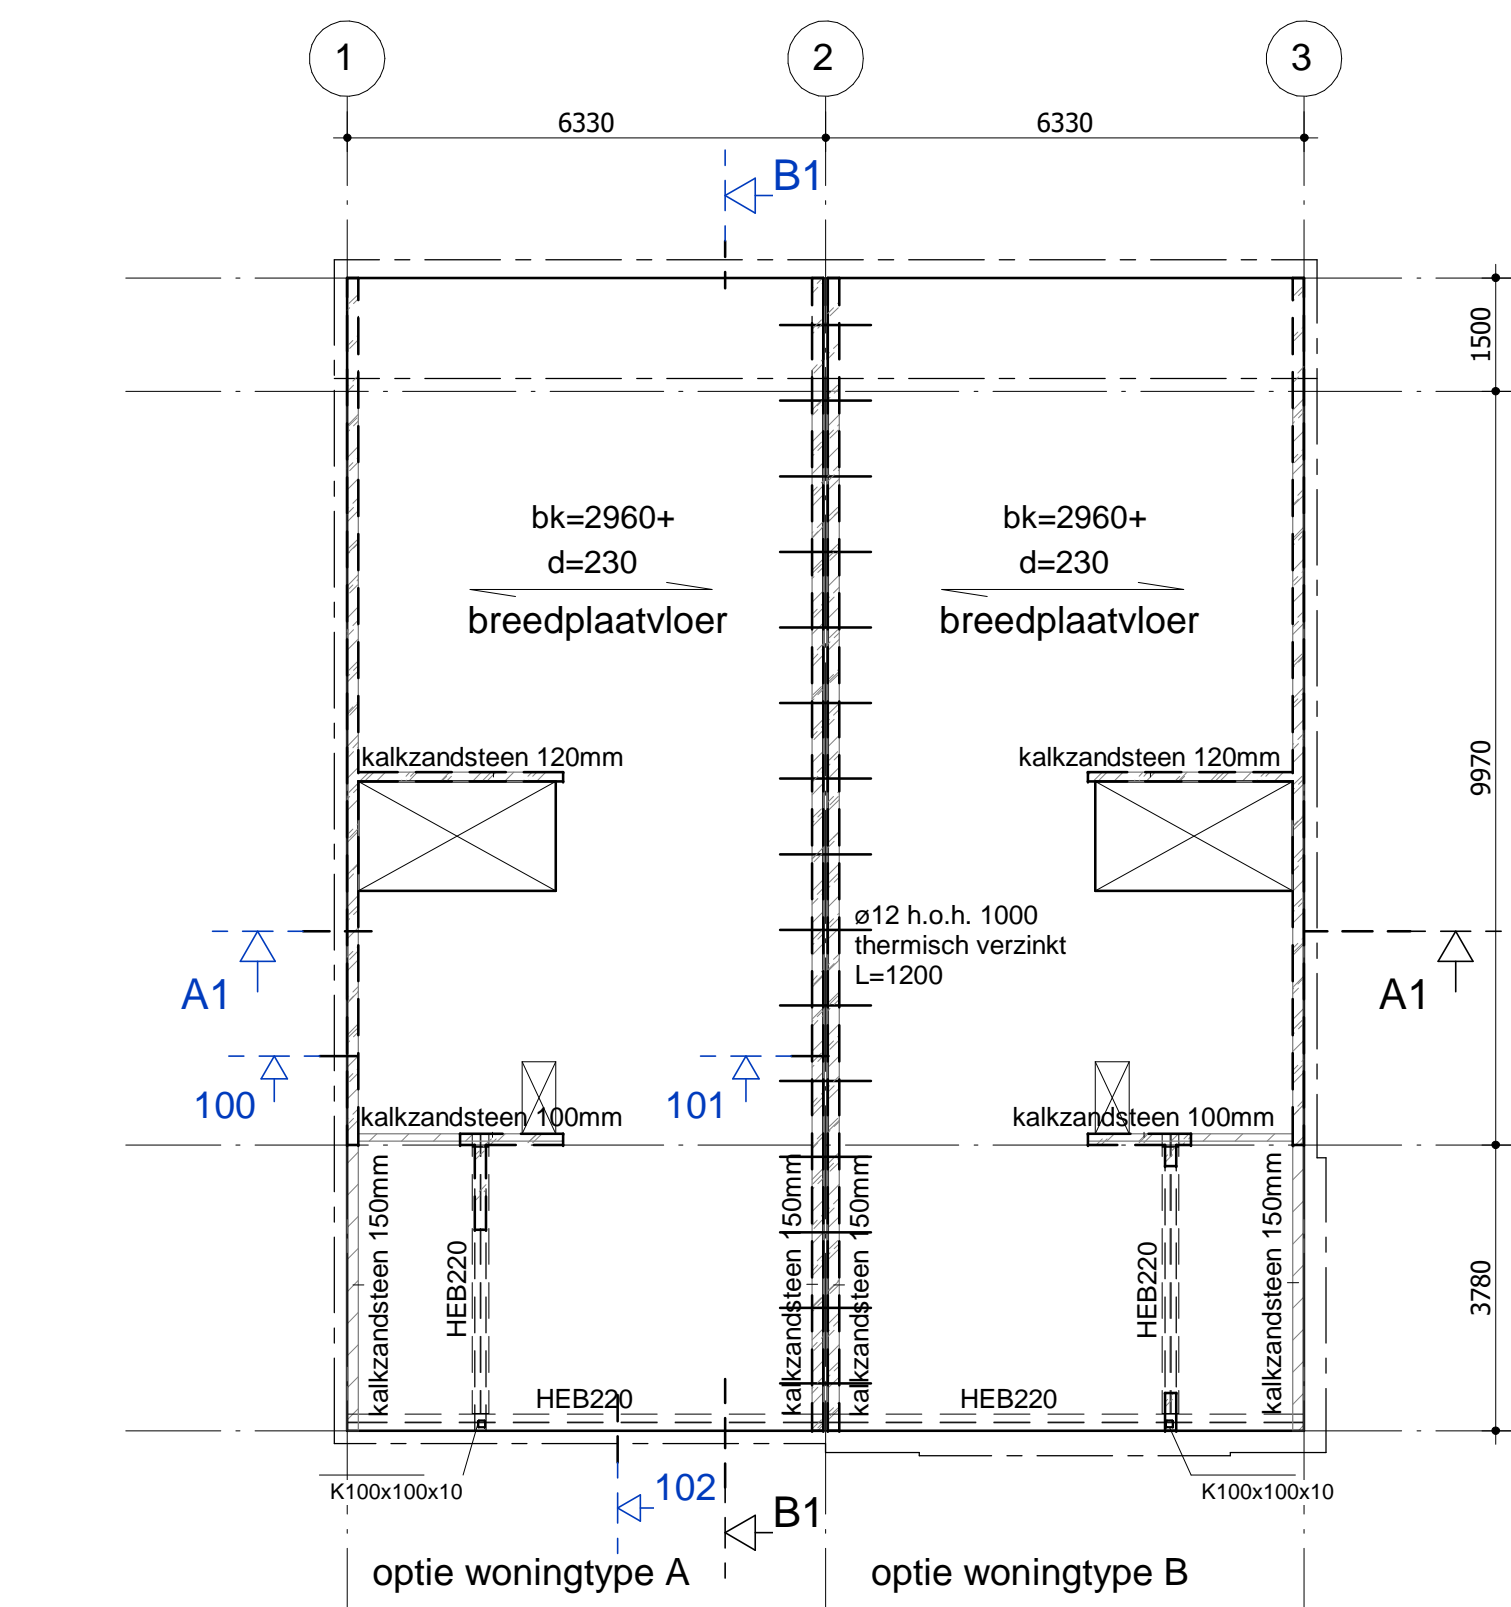 1
2
3
6330
6330
B1
1500
bk=2960+
d=230
breedplaatvloer
bk=2960+
d=230
breedplaatvloer
kalkzandsteen 120mm
kalkzandsteen 120mm
9970
ø12 h.o.h. 1000
thermisch verzinkt
L=1200
A1
A1
100
101
kalkzandsteen 100mm
kalkzandsteen 100mm
kalkzandsteen 150mm
HEB220
kalkzandsteen 150mm
kalkzandsteen 150mm
HEB220
kalkzandsteen 150mm
3780
HEB220
HEB220
K100x100x10
102
B1
K100x100x10
optie woningtype A
optie woningtype B